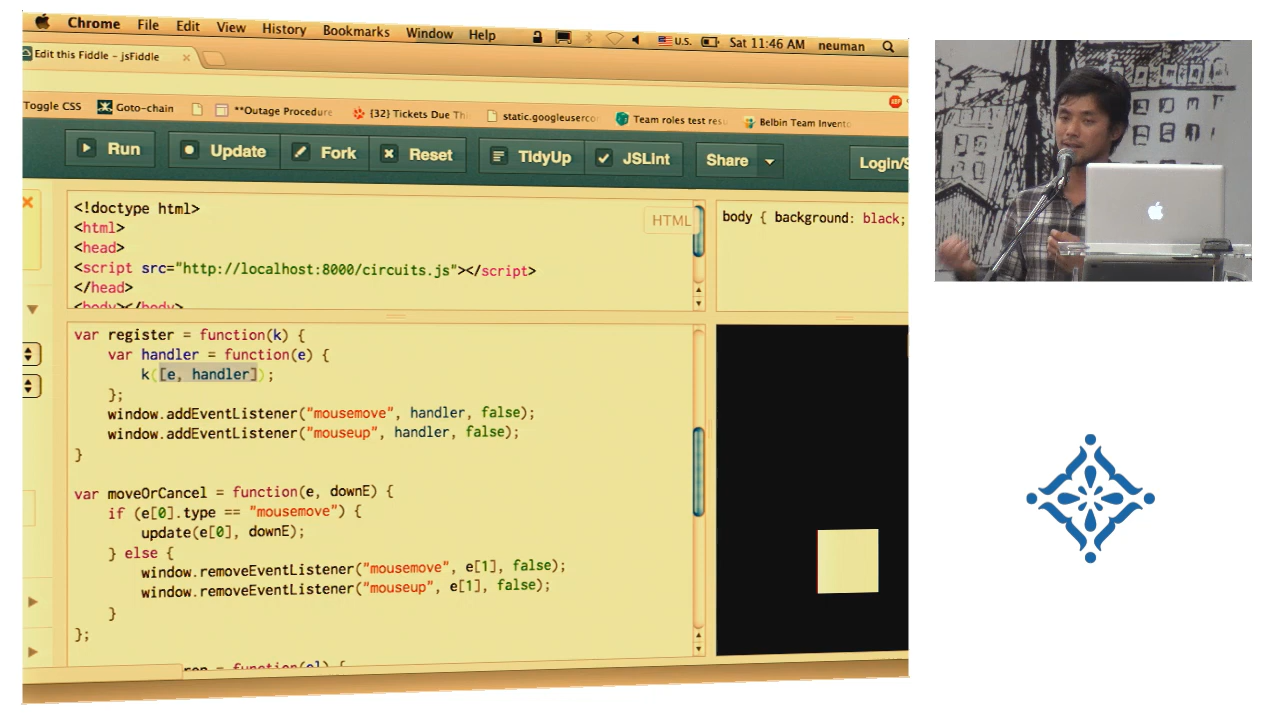 Chrome File Edit View History Bookmarks Window Help U.S. Sat 11:46 AM neuman
Edit this Fiddle - jsFiddle
Toggle CSS Goto-chain **Outage Procedure {32} Tickets Due Th static.googleuserco Team roles test resu Belbin Team Invento
Run Update Fork Reset TidyUp JSLint Share Login/S
<!doctype html>
<html>
<head>
<script src="http://localhost:8000/circuits.js"></script>
</head>
<body></body>
HTML
body { background: black;
var register = function(k) {
    var handler = function(e) {
        k([e, handler]);
    };
    window.addEventListener("mousemove", handler, false);
    window.addEventListener("mouseup", handler, false);
}
var moveOrCancel = function(e, downE) {
    if (e[0].type == "mousemove") {
        update(e[0], downE);
    } else {
        window.removeEventListener("mousemove", e[1], false);
        window.removeEventListener("mouseup", e[1], false);
    }
};
= function(el) {